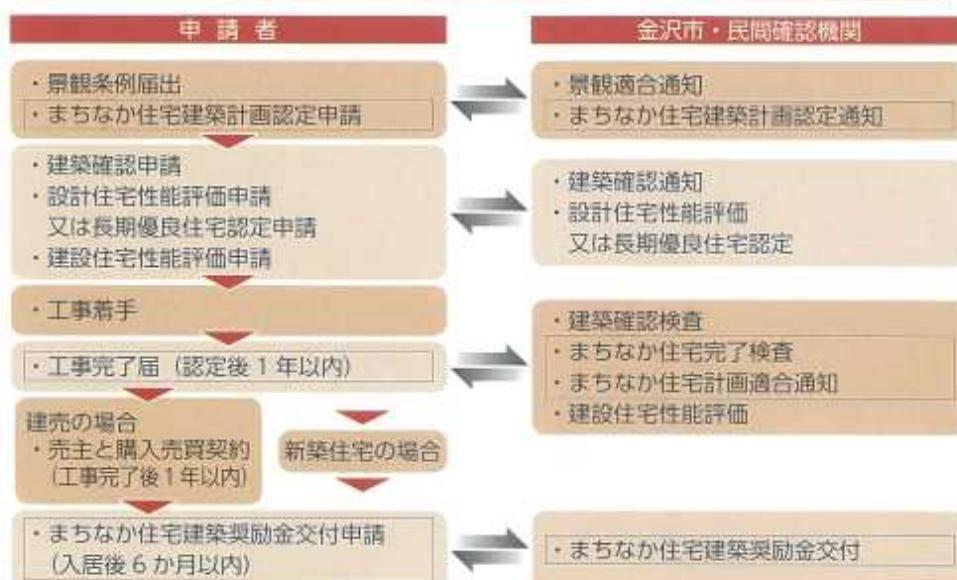 申請者
金沢市・民間確認機関
・景観条例届出
・まちなか住宅建築計画認定申請
・景観適合通知
・まちなか住宅建築計画認定通知
・建築確認申請
・設計住宅性能評価申請
又は長期優良住宅認定申請
・建設住宅性能評価申請
・建築確認通知
・設計住宅性能評価
又は長期優良住宅認定
・工事着手
・工事完了届（認定後1年以内）
・建築確認検査
・まちなか住宅完了検査
・まちなか住宅計画適合通知
・建設住宅性能評価
建売の場合
・売主と購入売買契約
（工事完了後1年以内）
新築住宅の場合
・まちなか住宅建築奨励金交付申請
（入居後6か月以内）
・まちなか住宅建築奨励金交付